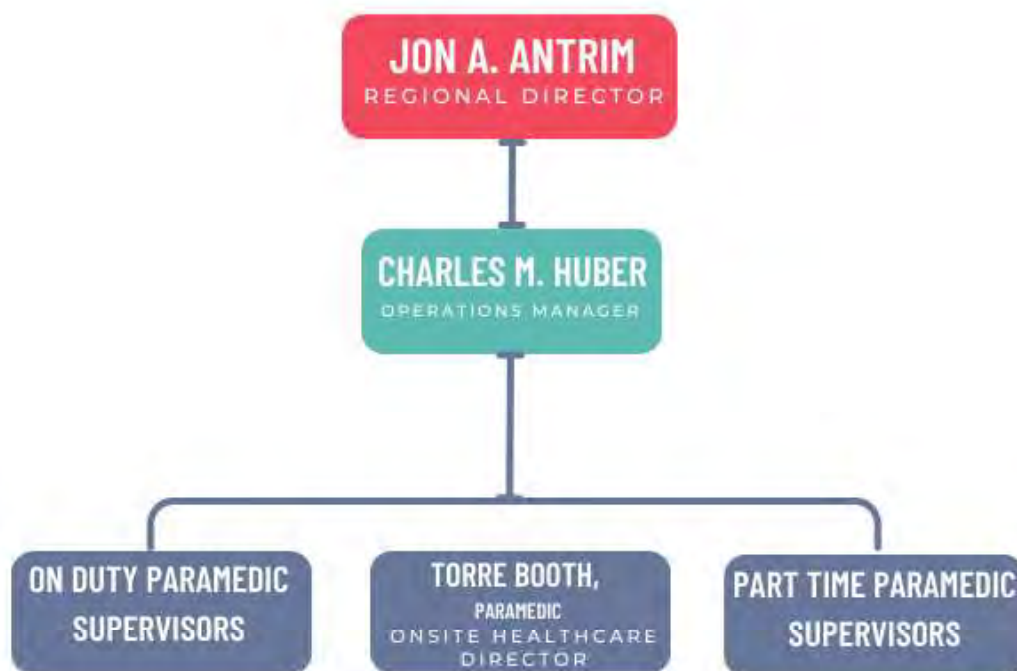 JON A. ANTRIM
REGIONAL DIRECTOR
CHARLES M. HUBER
OPERATIONS MANAGER
ON DUTY PARAMEDIC
SUPERVISORS
TORRE BOOTH,
PARAMEDIC
ONSITE HEALTHCARE
DIRECTOR
PART TIME PARAMEDIC
SUPERVISORS